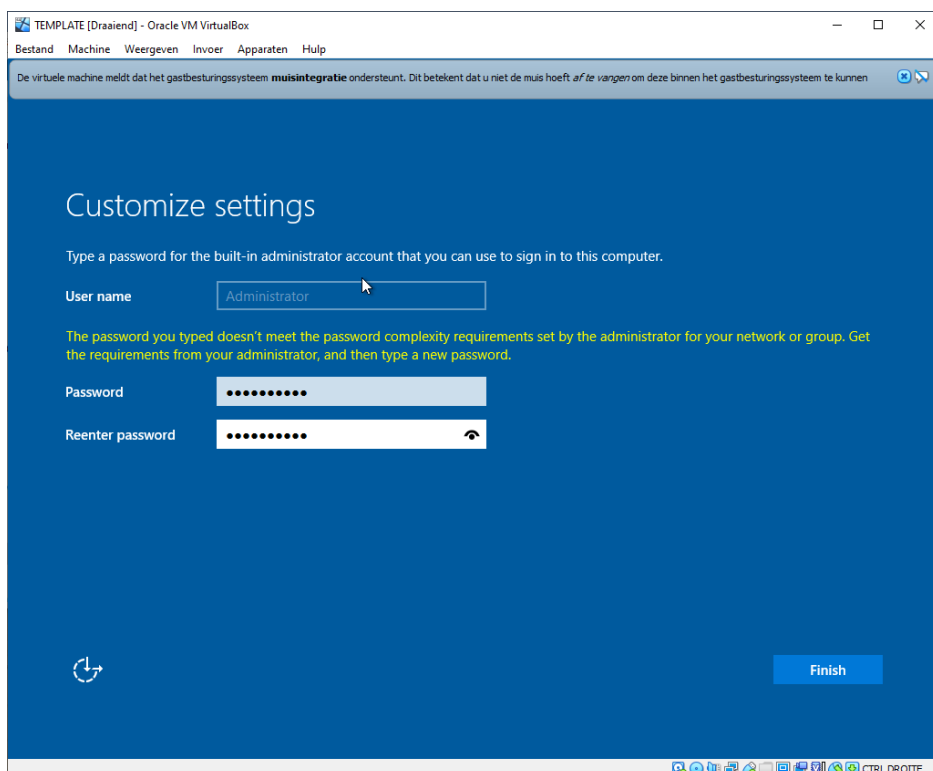 TEMPLATE [Draaiend] - Oracle VM VirtualBox
Bestand Machine Weergeven Invoer Apparaten Hulp
De virtuele machine meldt dat het gastbesturingssysteem muisintegratie ondersteunt. Dit betekent dat u niet de muis hoeft af te vangen om deze binnen het gastbesturingssysteem te kunnen
Customize settings
Type a password for the built-in administrator account that you can use to sign in to this computer.
User name Administrator
The password you typed doesn't meet the password complexity requirements set by the administrator for your network or group. Get
the requirements from your administrator, and then type a new password.
Password ●●●●●●●●●●
Reenter password ●●●●●●●●●●
Finish
CTRL DROITE